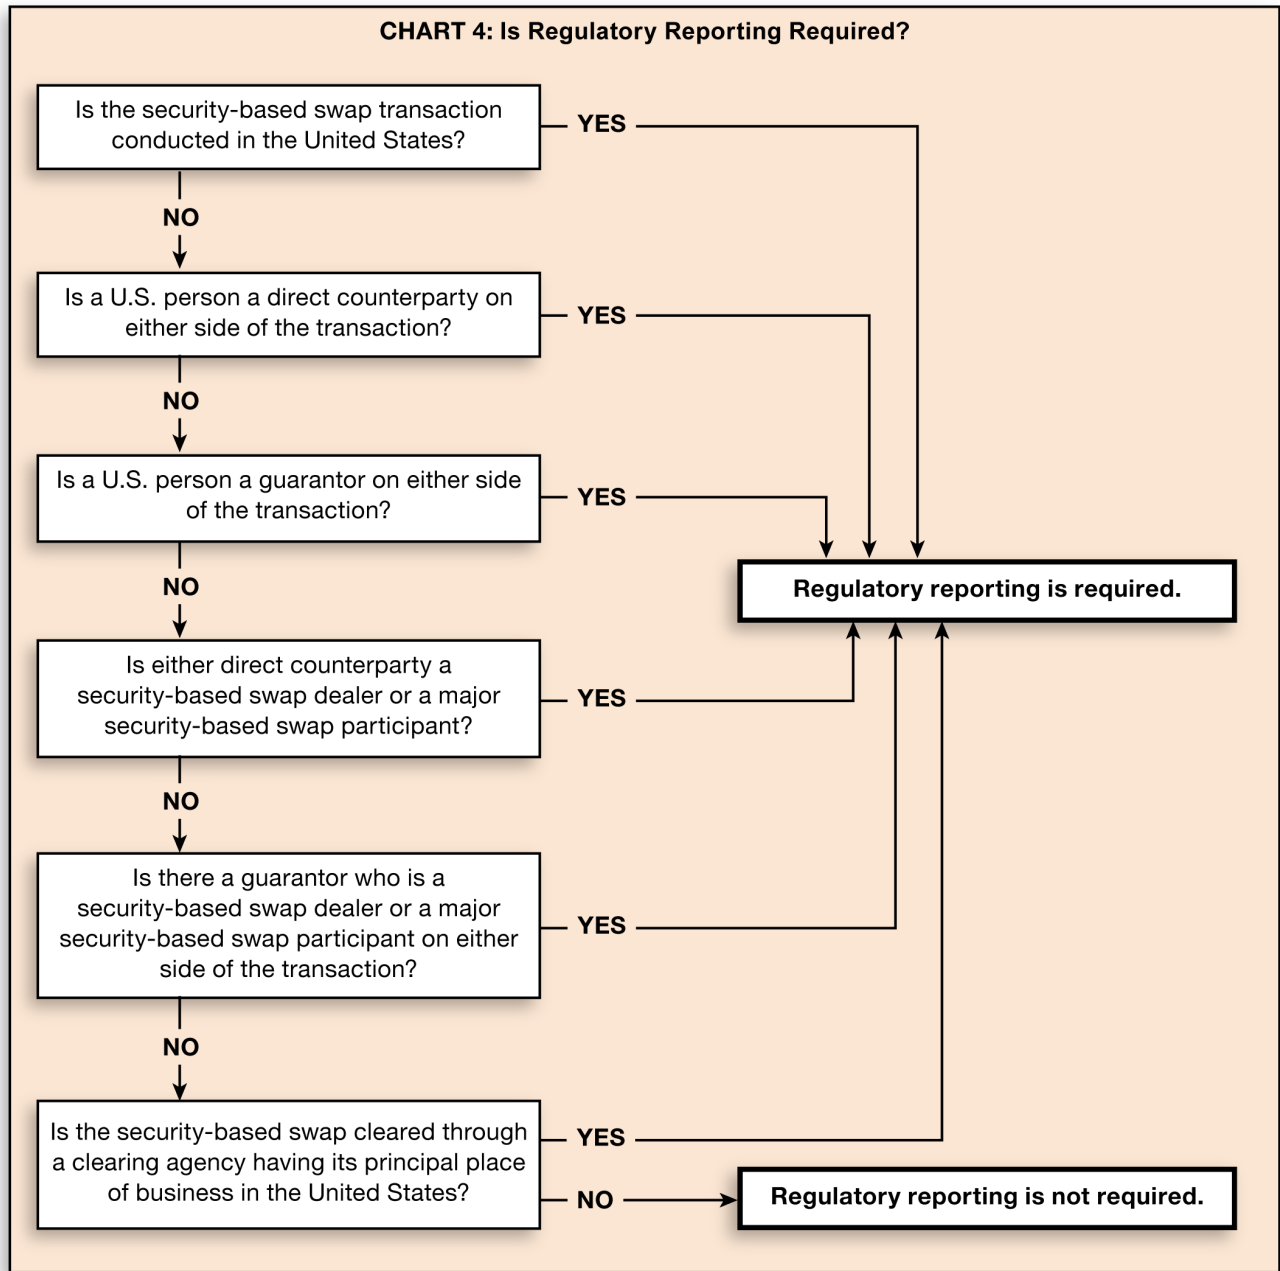 CHART 4: Is Regulatory Reporting Required?
Is the security-based swap transaction
conducted in the United States?
YES
NO
Is a U.S. person a direct counterparty on
either side of the transaction?
YES
NO
Is a U.S. person a guarantor on either side
of the transaction?
YES
Regulatory reporting is required.
NO
Is either direct counterparty a
security-based swap dealer or a major
security-based swap participant?
YES
NO
Is there a guarantor who is a
security-based swap dealer or a major
security-based swap participant on either
side of the transaction?
YES
NO
Is the security-based swap cleared through
a clearing agency having its principal place
of business in the United States?
YES
NO
Regulatory reporting is not required.